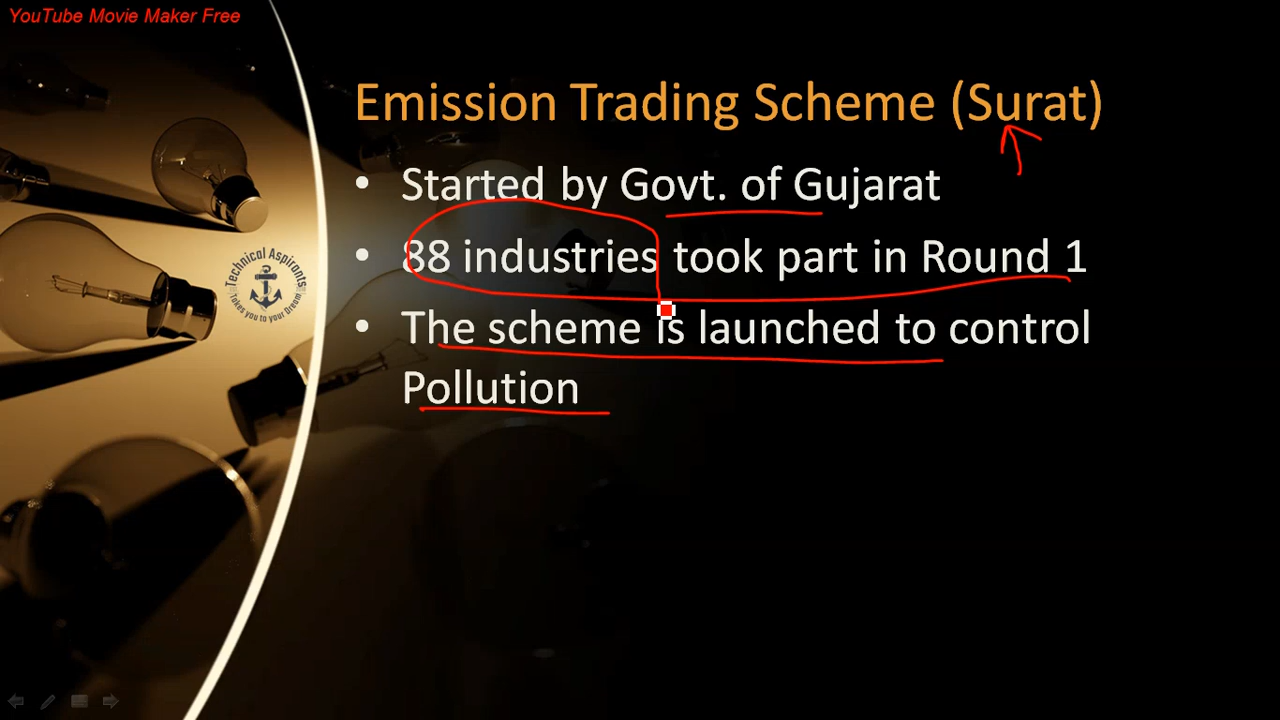 YouTube Movie Maker Free
Emission Trading Scheme (Surat)
• Started by Govt. of Gujarat
• 88 industries took part in Round 1
• The scheme is launched to control
Pollution
Technical Aspirants
Takes you to your Dream